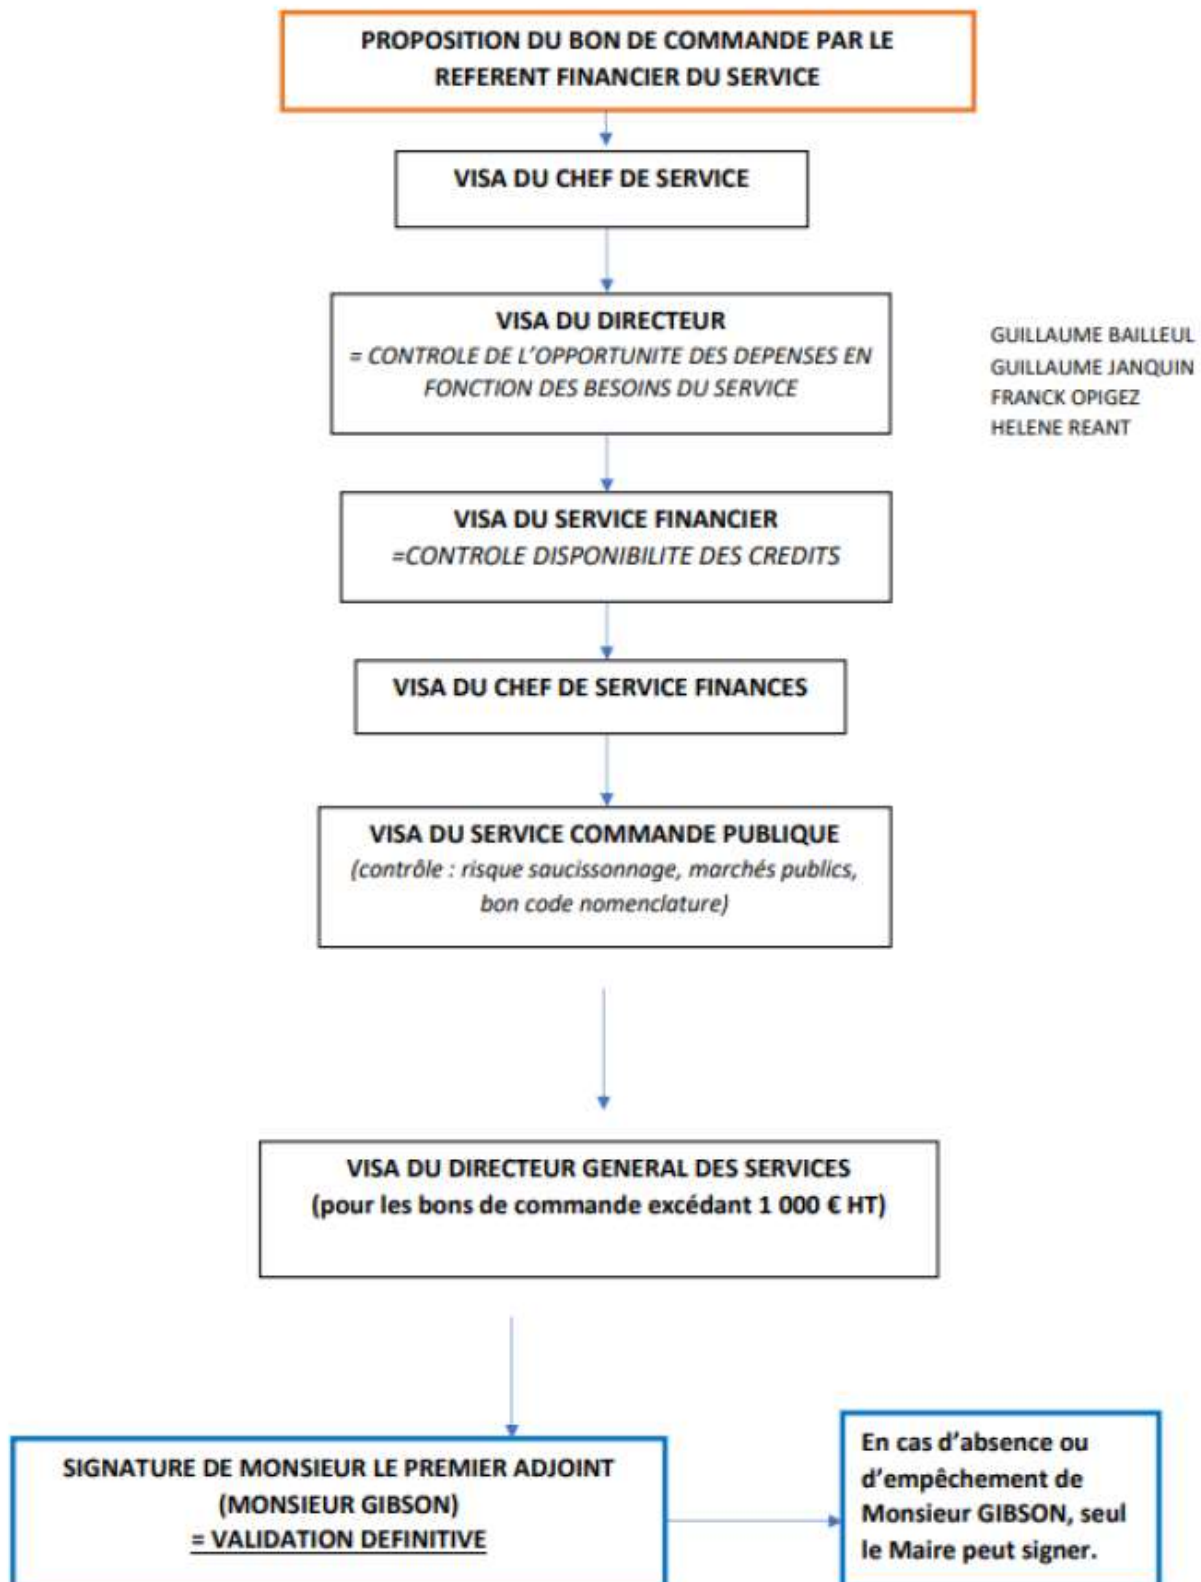 PROPOSITION DU BON DE COMMANDE PAR LE
REFERENT FINANCIER DU SERVICE
VISA DU CHEF DE SERVICE
VISA DU DIRECTEUR
= CONTROLE DE L'OPPORTUNITE DES DEPENSES EN
FONCTION DES BESOINS DU SERVICE
GUILLAUME BAILLEUL
GUILLAUME JANQUIN
FRANCK OPIGEZ
HELENE REANT
VISA DU SERVICE FINANCIER
=CONTROLE DISPONIBILITE DES CREDITS
VISA DU CHEF DE SERVICE FINANCES
VISA DU SERVICE COMMANDE PUBLIQUE
(contrôle : risque saucissonnage, marchés publics,
bon code nomenclature)
VISA DU DIRECTEUR GENERAL DES SERVICES
(pour les bons de commande excédant 1 000 € HT)
SIGNATURE DE MONSIEUR LE PREMIER ADJOINT
(MONSIEUR GIBSON)
= VALIDATION DEFINITIVE
En cas d'absence ou
d'empêchement de
Monsieur GIBSON, seul
le Maire peut signer.